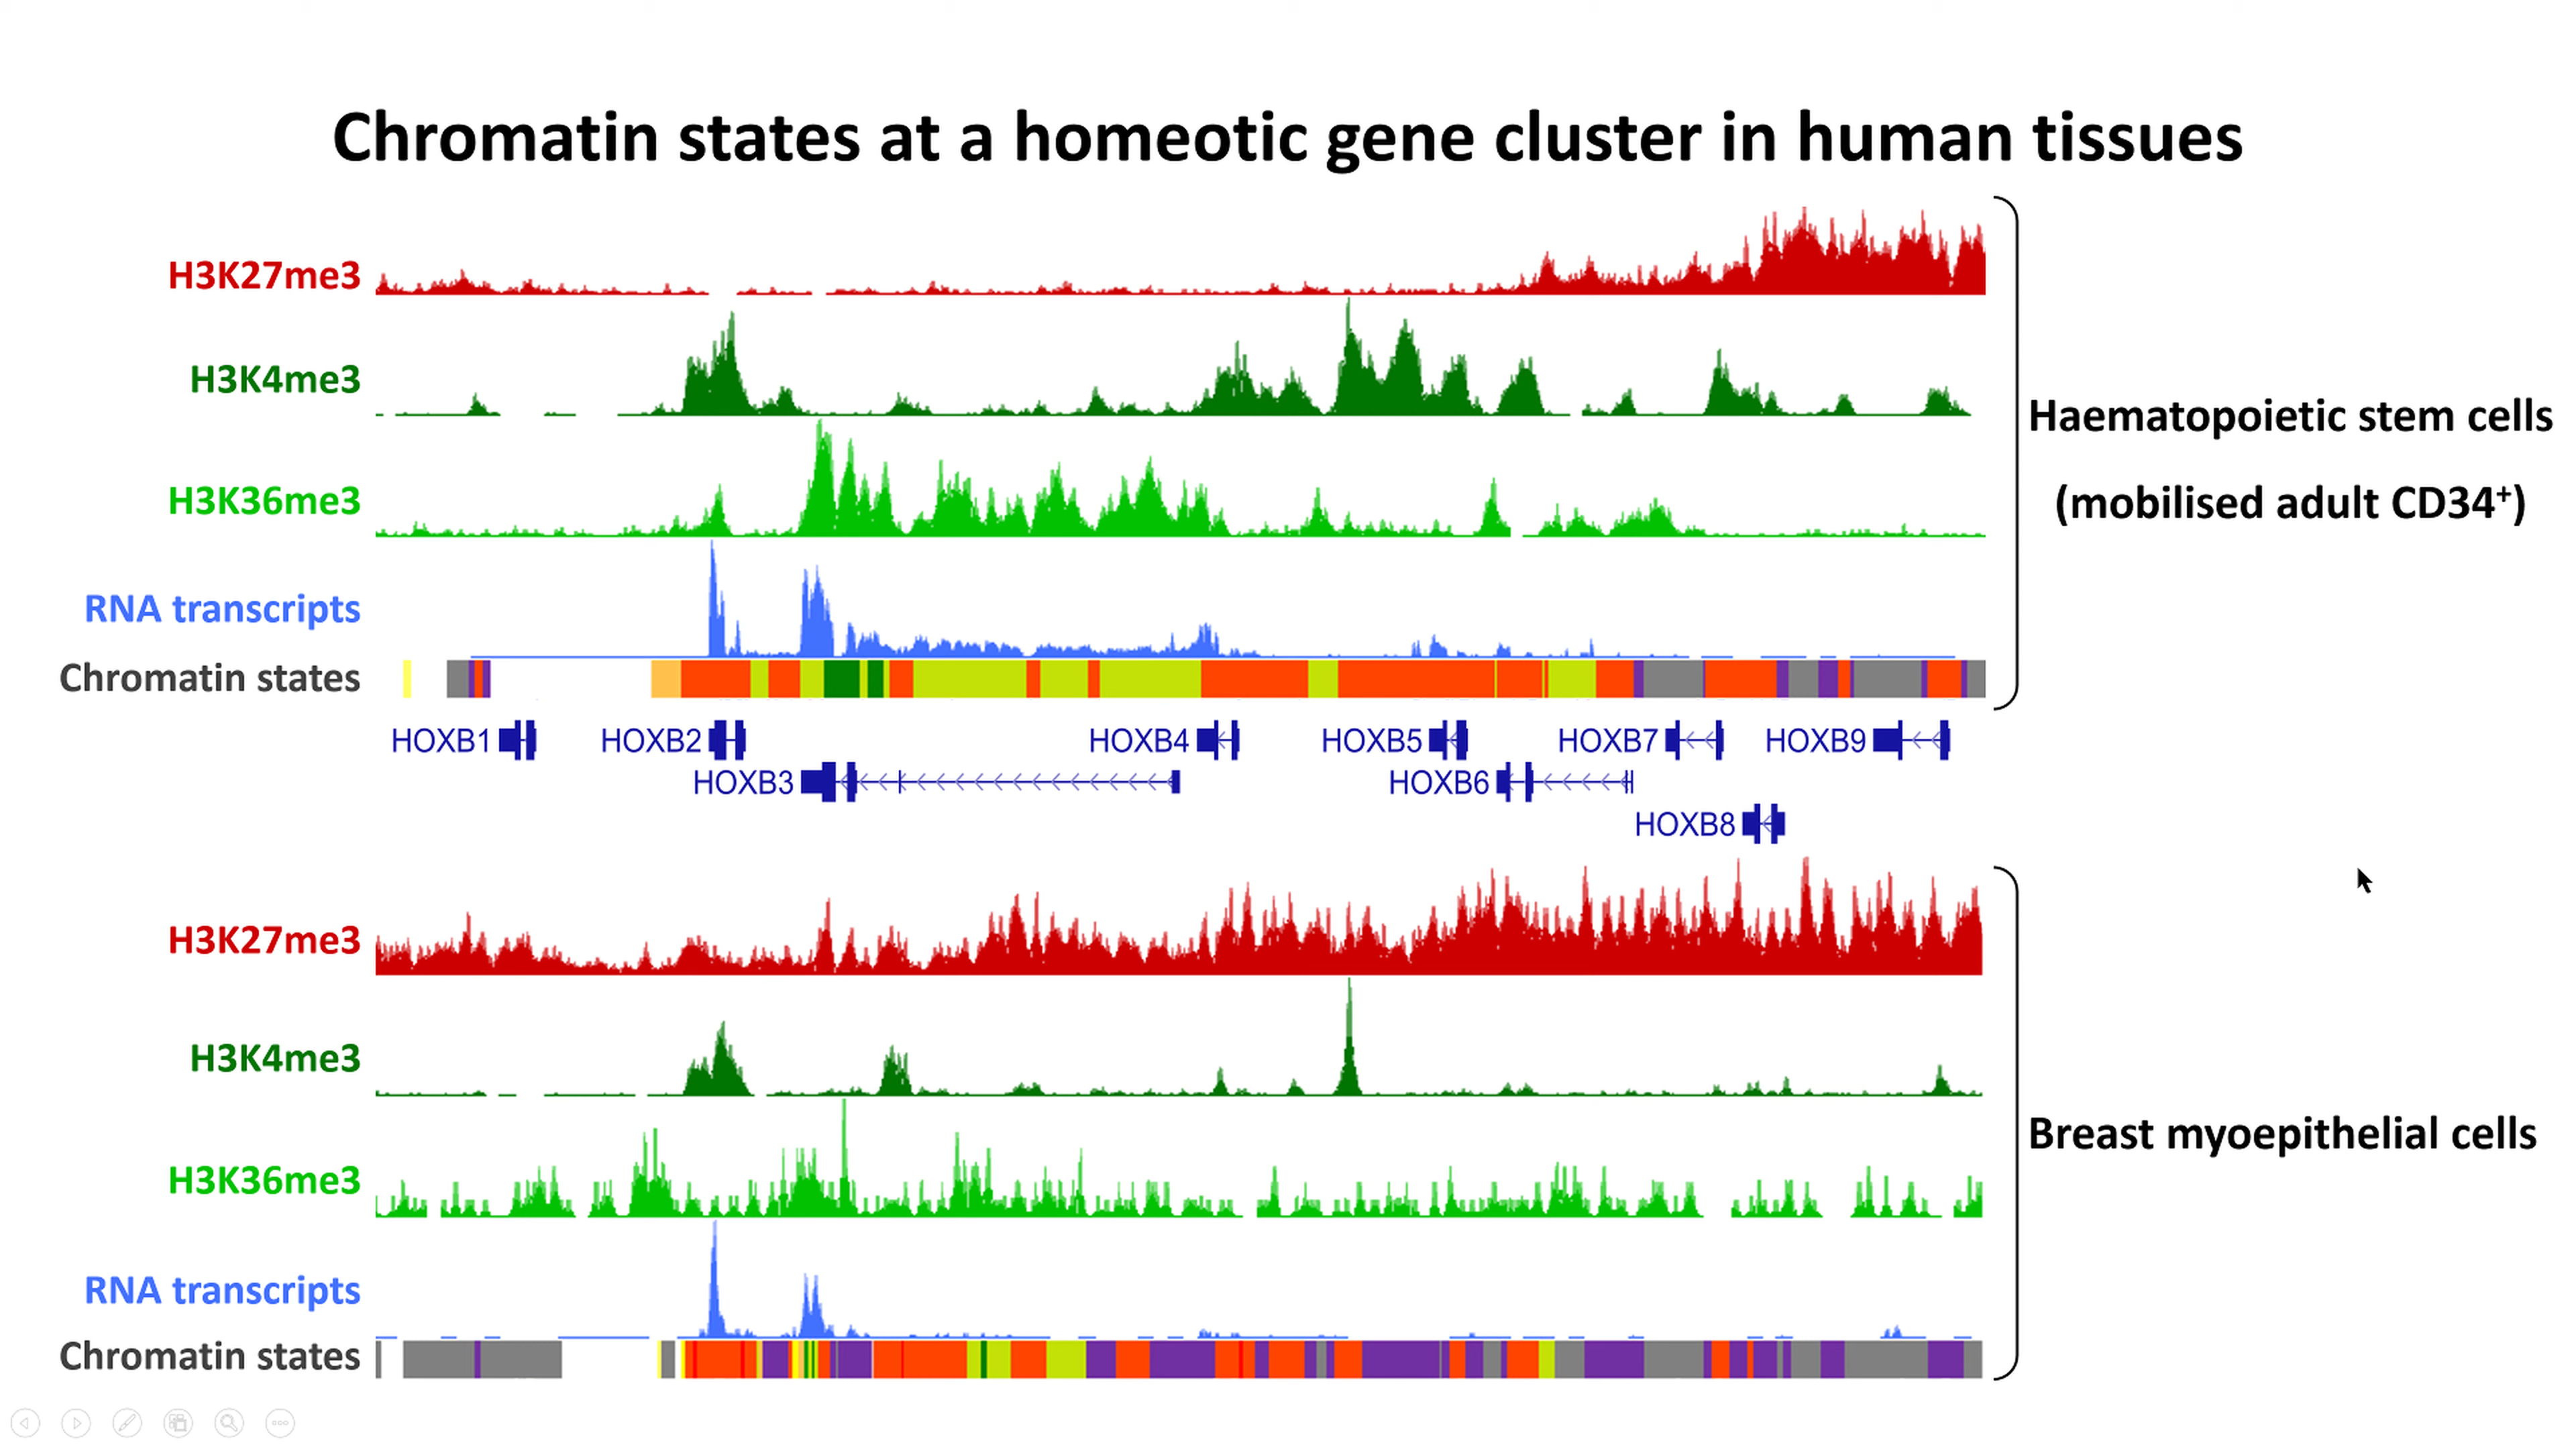 Chromatin states at a homeotic gene cluster in human tissues
H3K27me3
H3K4me3
H3K36me3
RNA transcripts
Chromatin states
Haematopoietic stem cells
(mobilised adult CD34⁺)
HOXB1
HOXB2
HOXB4
HOXB5
HOXB7
HOXB9
HOXB3
HOXB6
HOXB8
H3K27me3
H3K4me3
H3K36me3
RNA transcripts
Chromatin states
Breast myoepithelial cells